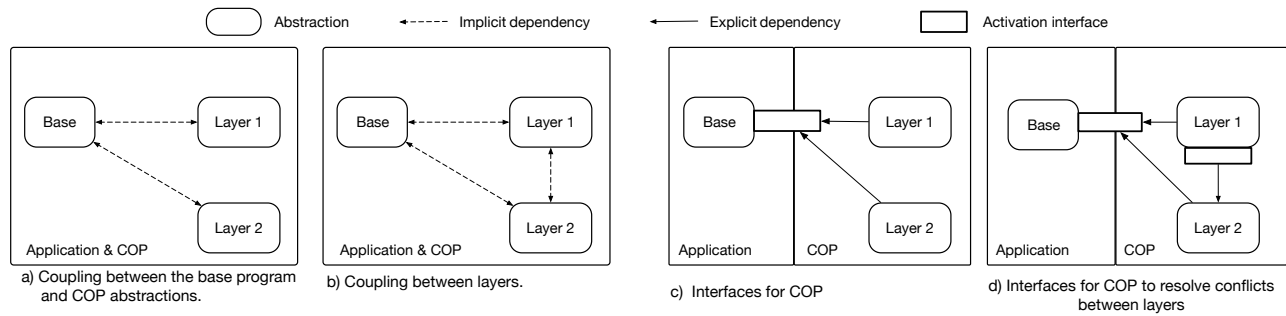 Abstraction
Implicit dependency
Explicit dependency
Activation interface
Base
Layer 1
Layer 2
Application & COP
a) Coupling between the base program
and COP abstractions.
Base
Layer 1
Layer 2
Application & COP
b) Coupling between layers.
Base
Layer 1
Layer 2
Application
COP
c) Interfaces for COP
Base
Layer 1
Layer 2
Application
COP
d) Interfaces for COP to resolve conflicts
between layers